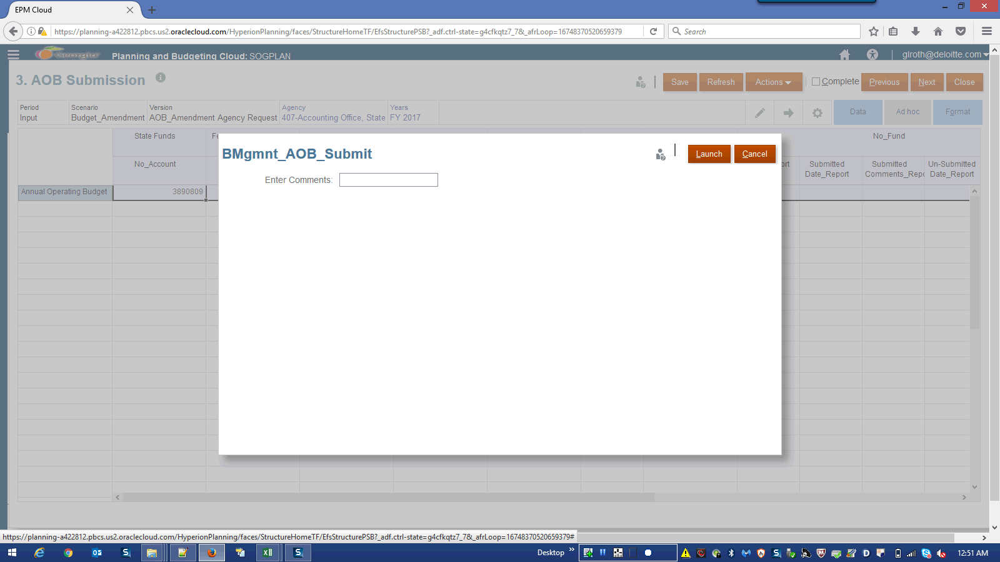 EPM Cloud
https://planning-a422812.pbcs.us2.oraclecloud.com/HyperionPlanning/faces/StructureHomeTF/EfsStructurePSB?_adf.ctrl-state=g4cfkqtz7_7&_afrLoop=16748370520659379
Search
Georgia
Planning and Budgeting Cloud: SOGPLAN
glroth@deloitte.com
3. AOB Submission
Save
Refresh
Actions
Complete
Previous
Next
Close
Period
Input
Scenario
Budget_Amendment
Version
AOB_Amendment Agency Request
Agency
407-Accounting Office, State
Years
FY 2017
Data
Ad hoc
Format
State Funds
Fe
No_Fund
No_Account
ort
Submitted
Date_Report
Submitted
Comments_Repo
Un-Submitted
Date_Report
Annual Operating Budget
3890809
BMgmnt_AOB_Submit
Launch
Cancel
Enter Comments:
https://planning-a422812.pbcs.us2.oraclecloud.com/HyperionPlanning/faces/StructureHomeTF/EfsStructurePSB?_adf.ctrl-state=g4cfkqtz7_7&_afrLoop=16748370520659379#
Desktop
12:51 AM